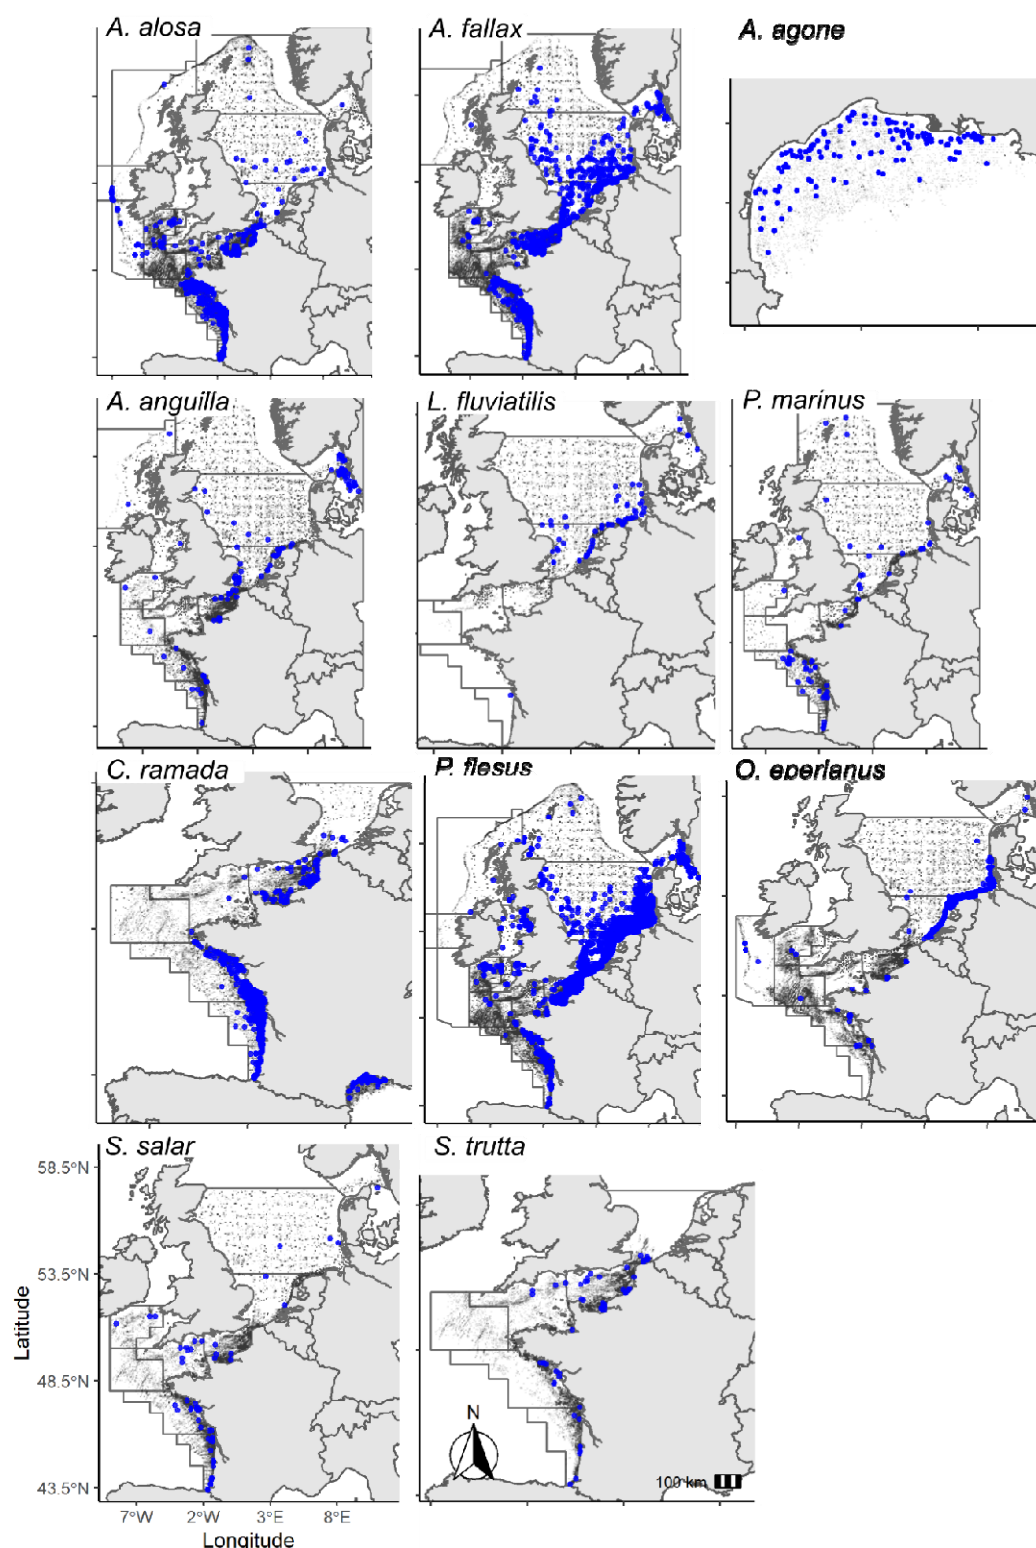 A. alosa
A. fallax
A. agone
A. anguilla
L. fluviatilis
P. marinus
C. ramada
P. flesus
O. eperlanus
S. salar
S. trutta
58.5°N
53.5°N
48.5°N
43.5°N
Latitude
7°W 2°W 3°E 8°E
Longitude
N
100 km